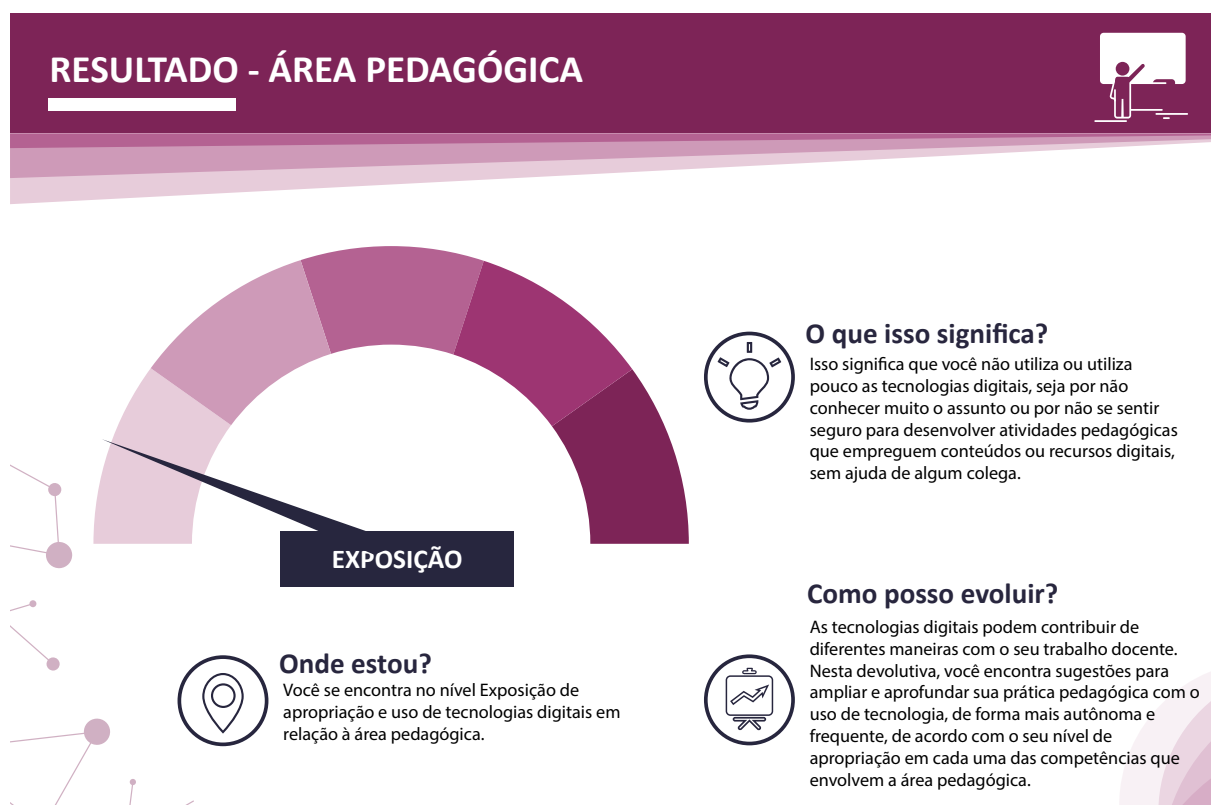 RESULTADO - ÁREA PEDAGÓGICA
EXPOSIÇÃO
Onde estou?
Você se encontra no nível Exposição de
apropriação e uso de tecnologias digitais em
relação à área pedagógica.
O que isso significa?
Isso significa que você não utiliza ou utiliza
pouco as tecnologias digitais, seja por não
conhecer muito o assunto ou por não se sentir
seguro para desenvolver atividades pedagógicas
que empreguem conteúdos ou recursos digitais,
sem ajuda de algum colega.
Como posso evoluir?
As tecnologias digitais podem contribuir de
diferentes maneiras com o seu trabalho docente.
Nesta devolutiva, você encontra sugestões para
ampliar e aprofundar sua prática pedagógica com o
uso de tecnologia, de forma mais autônoma e
frequente, de acordo com o seu nível de
apropriação em cada uma das competências que
envolvem a área pedagógica.